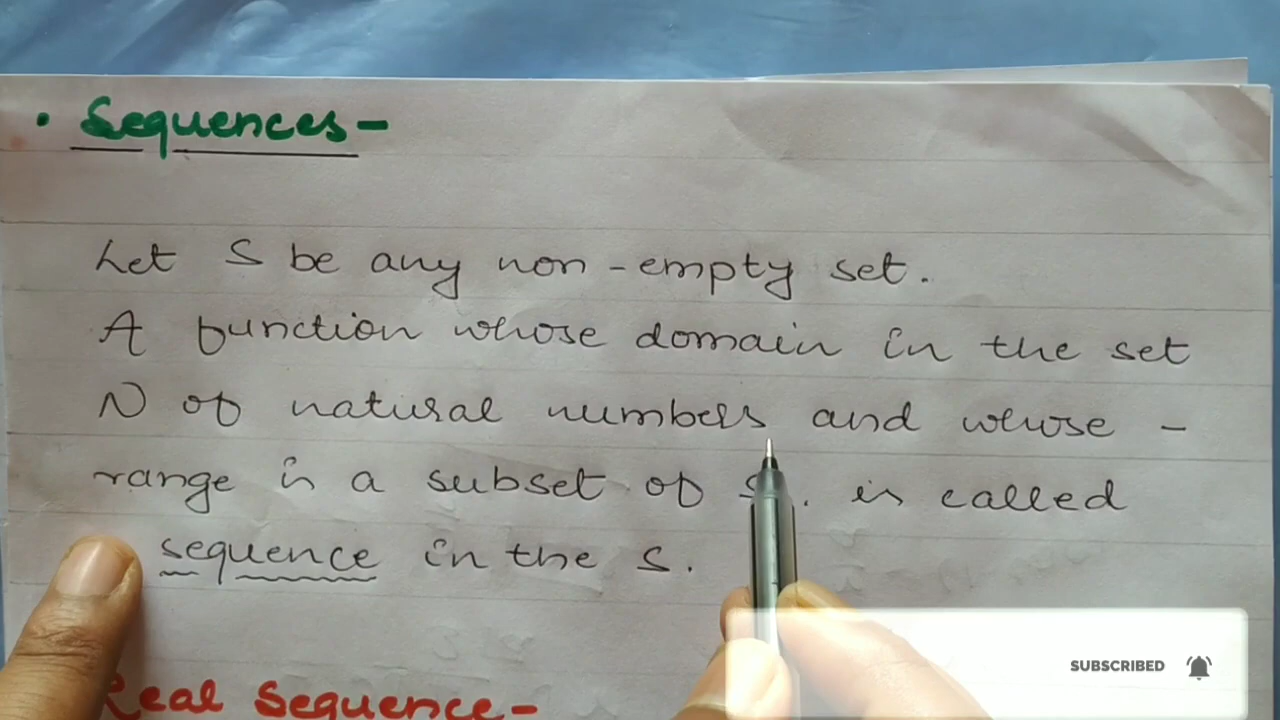 • Sequences-
Let S be any non-empty set.
A function whose domain in the set
N of natural numbers and whose -
range is a subset of S. is called
sequence in the S.
Real Sequence-
SUBSCRIBED